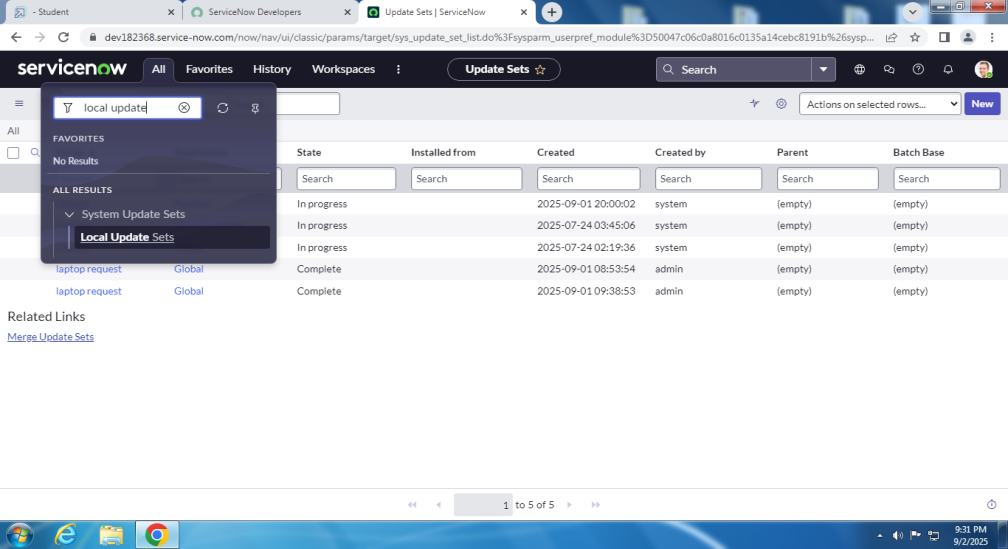 - Student
ServiceNow Developers
Update Sets | ServiceNow
dev182368.service-now.com/now/nav/ui/classic/params/target/sys_update_set_list.do%3Fsysparm_userpref_module%3D50047c06c0a8016c0135a14cebc8191b%26sysp...
servicenow All Favorites History Workspaces Update Sets Search
local update
Actions on selected rows... New
All
FAVORITES
No Results
ALL RESULTS
System Update Sets
Local Update Sets
State Installed from Created Created by Parent Batch Base
Search Search Search Search Search Search
In progress 2025-09-01 20:00:02 system (empty) (empty)
In progress 2025-07-24 03:45:06 system (empty) (empty)
In progress 2025-07-24 02:19:36 system (empty) (empty)
laptop request Global Complete 2025-09-01 08:53:54 admin (empty) (empty)
laptop request Global Complete 2025-09-01 09:38:53 admin (empty) (empty)
Related Links
Merge Update Sets
1 to 5 of 5
9:31 PM
9/2/2025